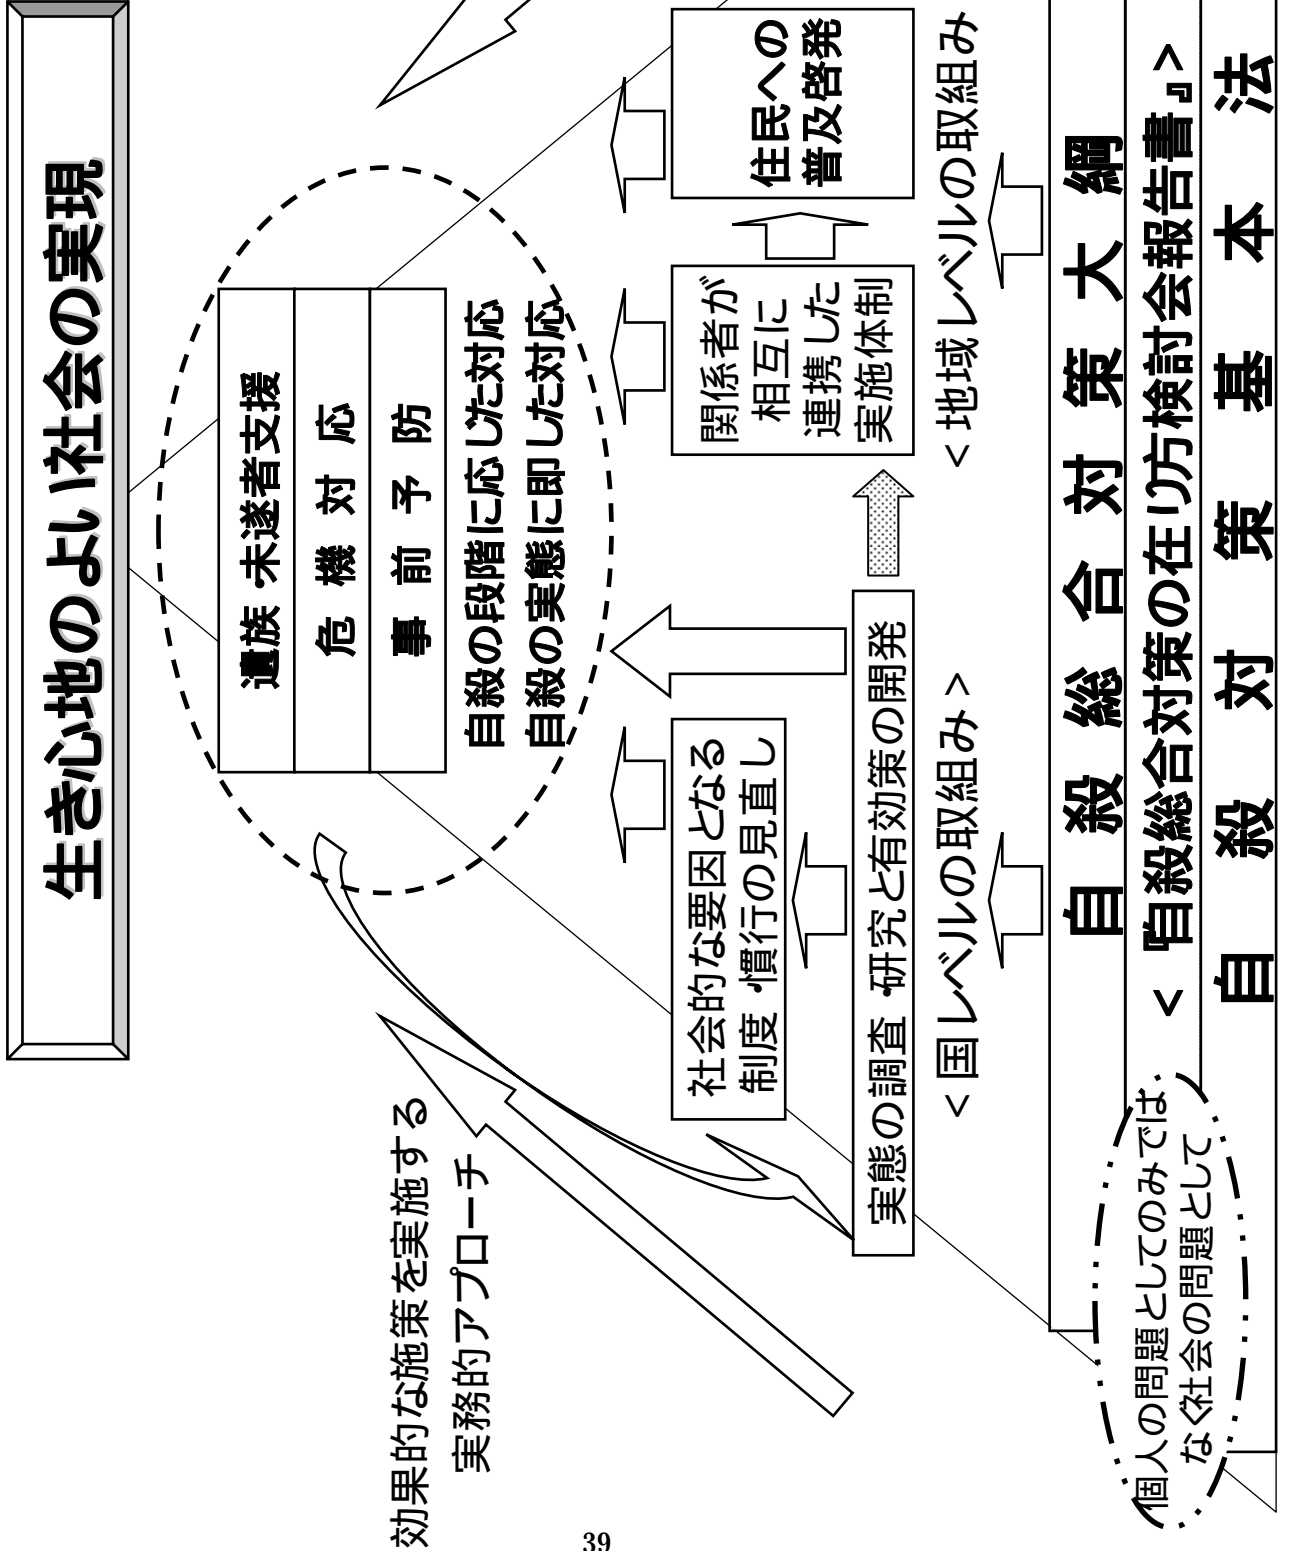 生き心地のよい社会の実現
遺族・未遂者支援
危機対応
事前予防
自殺の段階に応じた対応
自殺の実態に即した対応
効果的な施策を実施する
実務的アプローチ
社会的な要因となる
制度・慣行の見直し
関係者が
相互に
連携した
実施体制
住民への
普及啓発
実態の調査・研究と有効策の開発
<国レベルの取組み>
<地域レベルの取組み
自殺総合対策大綱
<『自殺総合対策の在り方検討会報告書』>
自殺対策基本法
個人の問題としてのみでは
なく社会の問題として
39